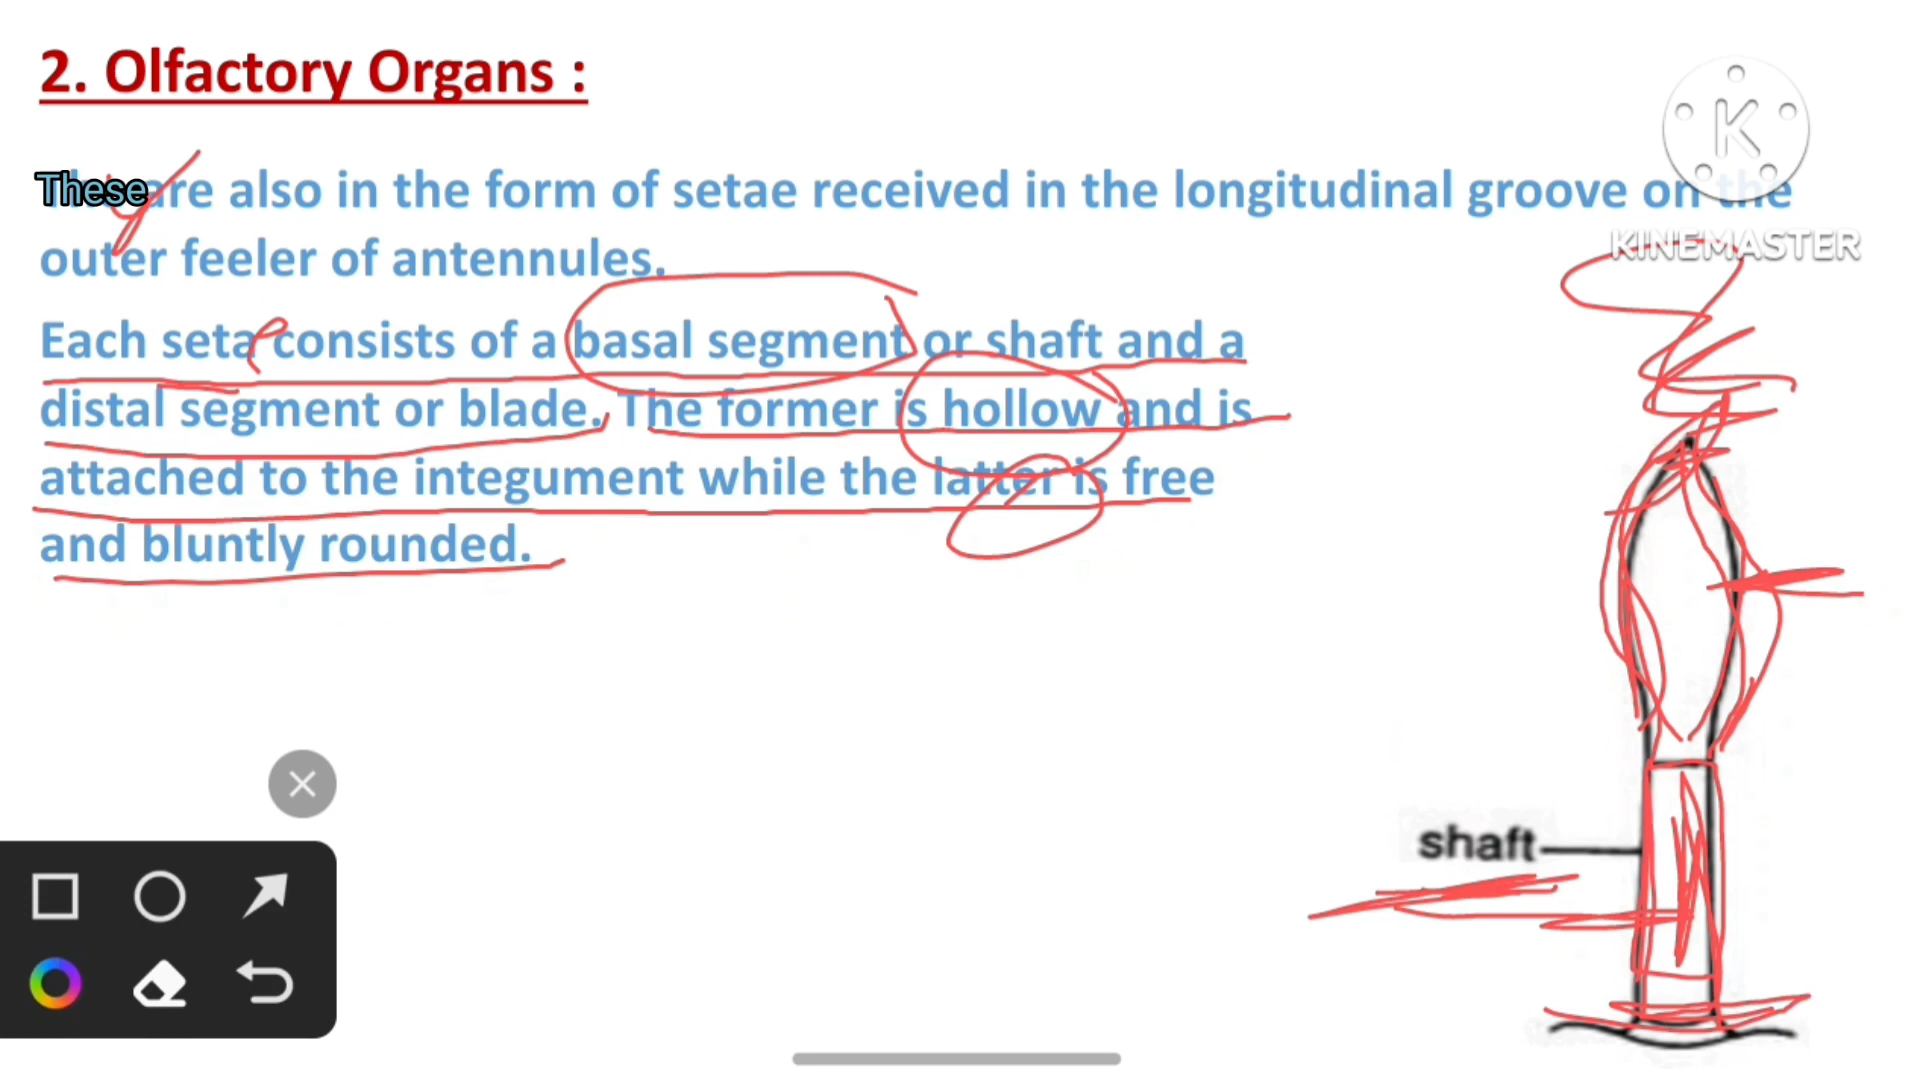 2. Olfactory Organs :
K
These are also in the form of setae received in the longitudinal groove on the
KINEMASTER
outer feeler of antennules.
Each setae consists of a basal segment or shaft and a
distal segment or blade. The former is hollow and is
attached to the integument while the latter is free
and bluntly rounded.
shaft